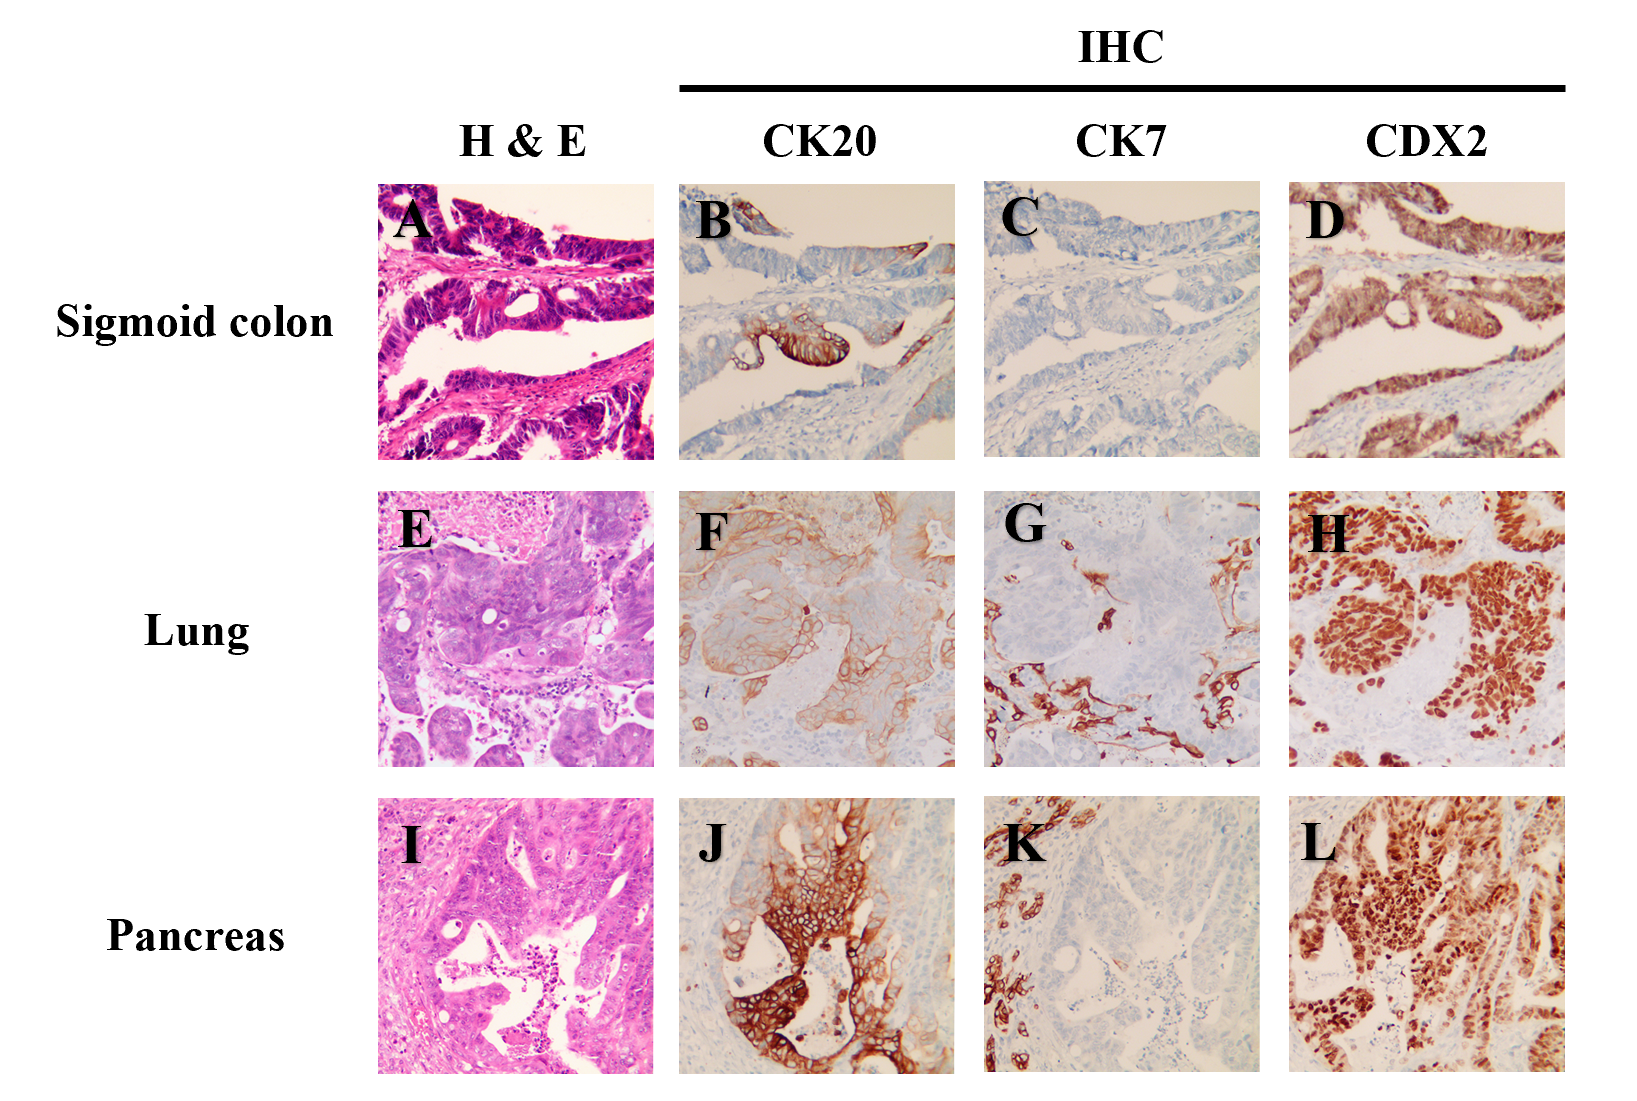 IHC
H & E
CK20
CK7
CDX2
Sigmoid colon
A
B
C
D
Lung
E
F
G
H
Pancreas
I
J
K
L